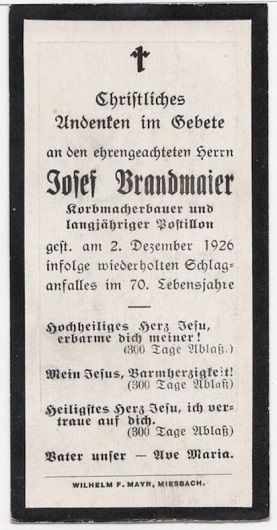 Christliches
Andenken im Gebete
an den ehrengeachteten Herrn
Josef Brandmaier
Korbmacherbauer und
langjähriger Postillon
gest. am 2. Dezember 1926
infolge wiederholten Schlag-
anfalles im 70. Lebensjahre
Hochheiliges Herz Jesu,
erbarme dich meiner!
(300 Tage Ablaß.)
Mein Jesus, Barmherzigkeit!
(300 Tage Ablaß)
Heiligstes Herz Jesu, ich ver-
traue auf dich.
(300 Tage Ablaß)
Vater unser — Ave Maria.
WILHELM F. MAYR, MIESBACH.